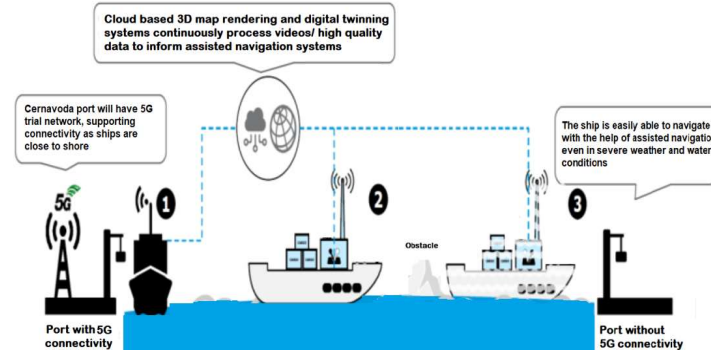 Cloud based 3D map rendering and digital twinning
systems continuously process videos/ high quality
data to inform assisted navigation systems
Cernavoda port will have 5G
trial network, supporting
connectivity as ships are
close to shore
The ship is easily able to navigate
with the help of assisted navigatio
even in severe weather and water
conditions
5G
1
2
3
Obstacle
Port with 5G
connectivity
Port without
5G connectivity